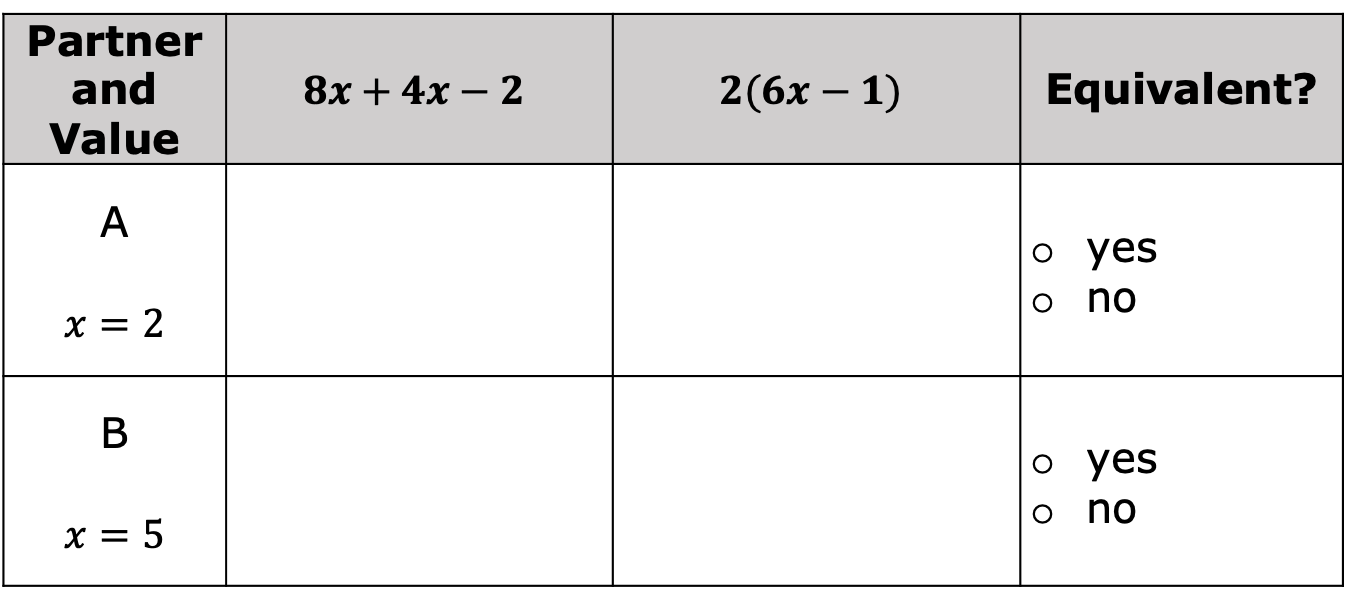 Partner
and
Value
8x + 4x − 2
2(6x − 1)
Equivalent?
A
x = 2
○ yes
○ no
B
x = 5
○ yes
○ no